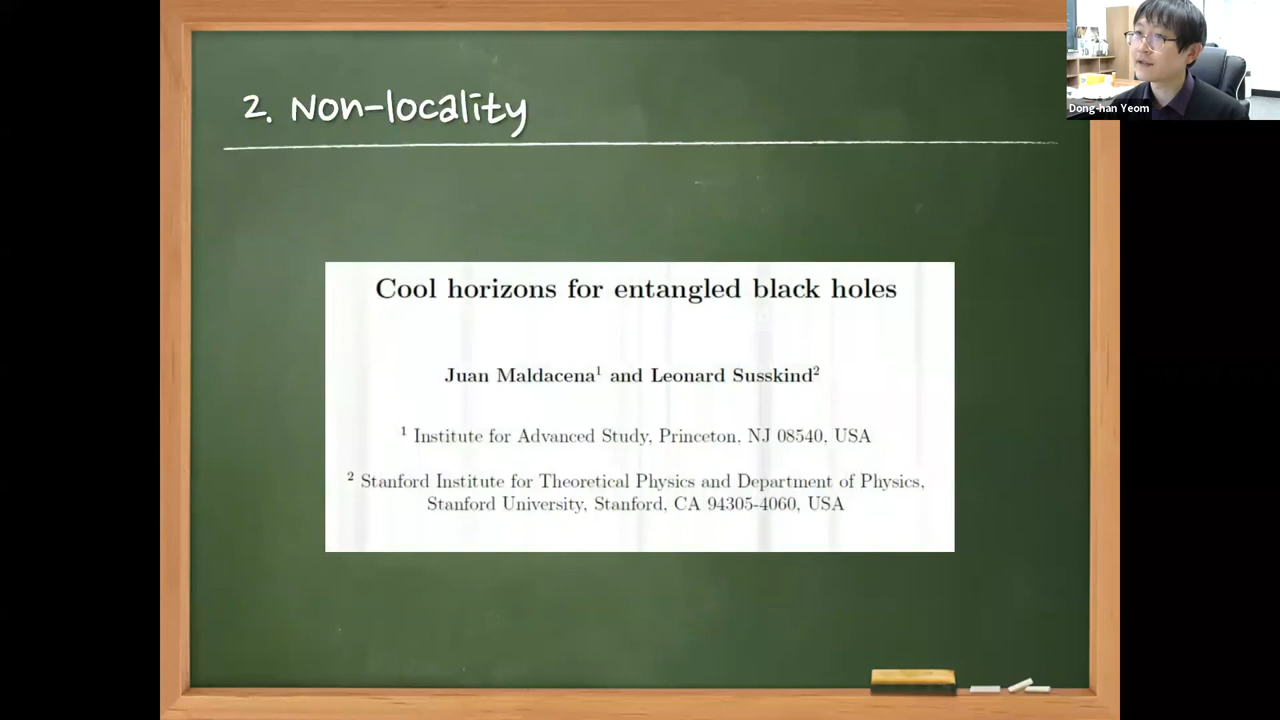 2. Non-locality
Dong-han Yeom
Cool horizons for entangled black holes
Juan Maldacena¹ and Leonard Susskind²
¹ Institute for Advanced Study, Princeton, NJ 08540, USA
² Stanford Institute for Theoretical Physics and Department of Physics,
Stanford University, Stanford, CA 94305-4060, USA